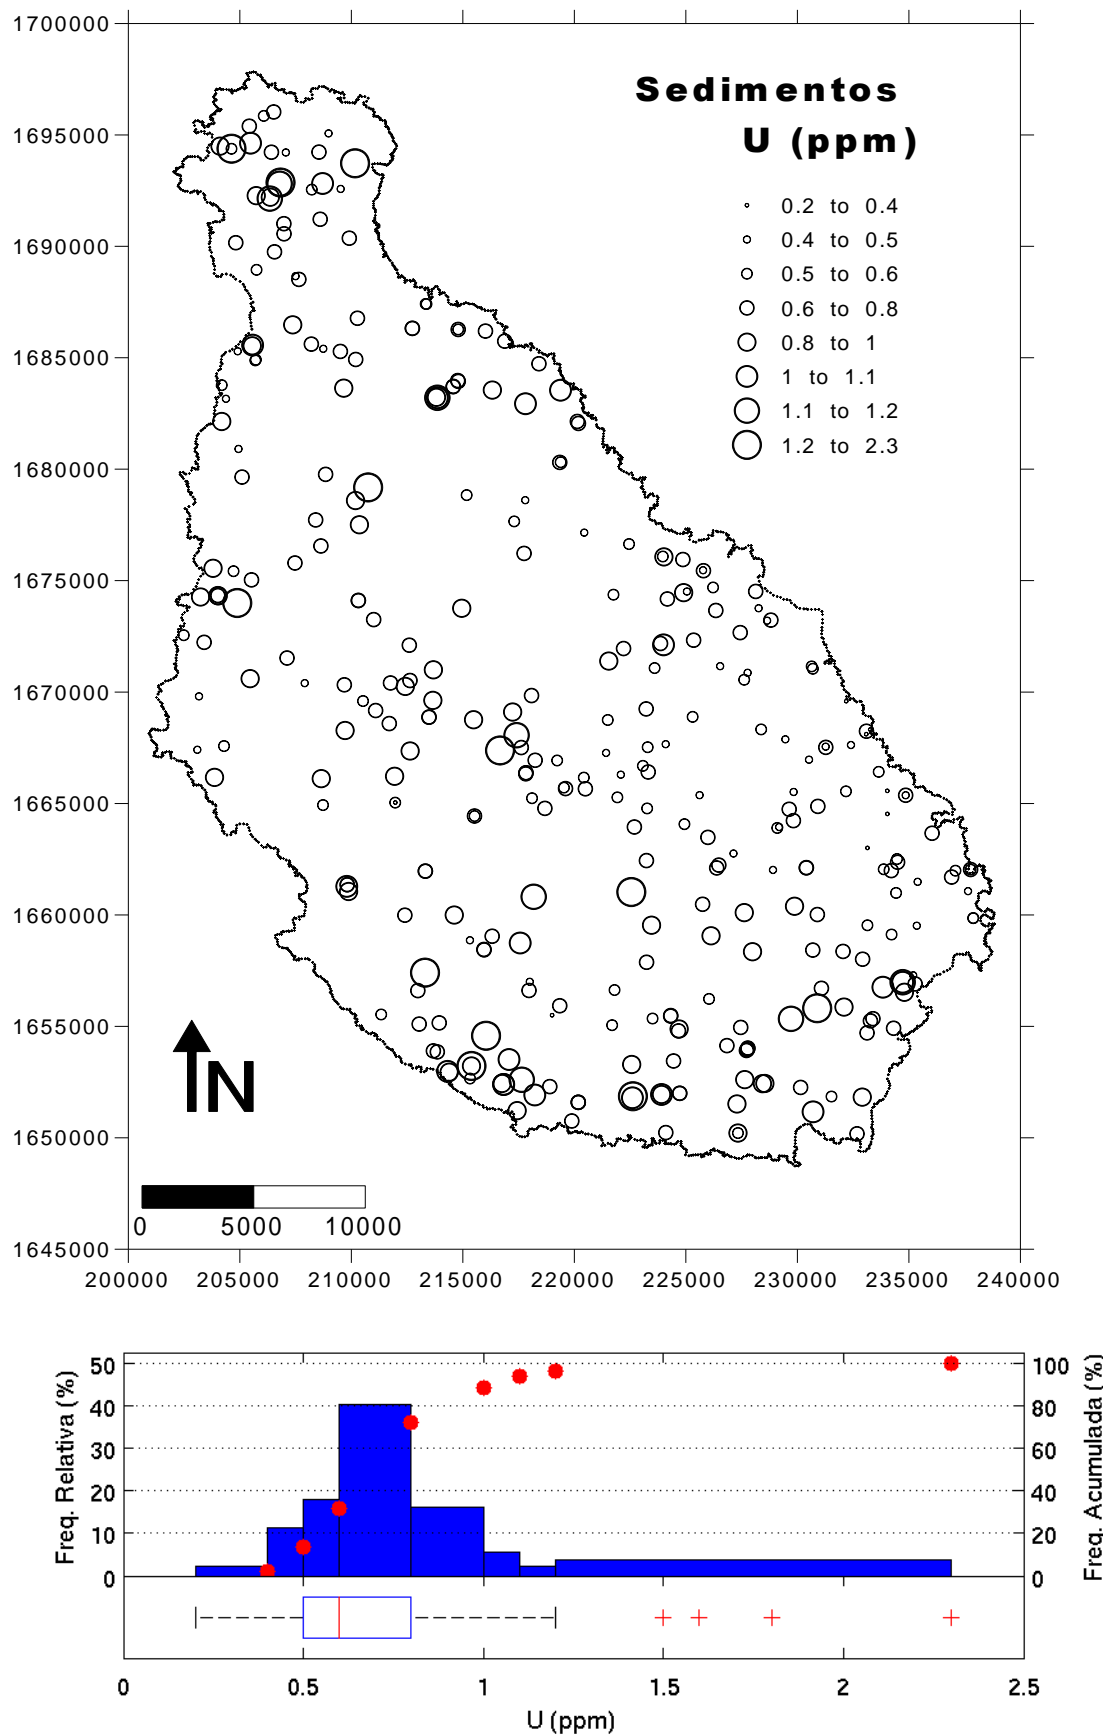 1700000
Sedimentos
U (ppm)
0.2 to 0.4
0.4 to 0.5
0.5 to 0.6
0.6 to 0.8
0.8 to 1
1 to 1.1
1.1 to 1.2
1.2 to 2.3
1695000
1690000
1685000
1680000
1675000
1670000
1665000
1660000
1655000
1650000
1645000
N
0 5000 10000
200000 205000 210000 215000 220000 225000 230000 235000 240000
Freq. Relativa (%)
50
40
30
20
10
0
100
80
60
40
20
0
Freq. Acumulada (%)
0 0.5 1 1.5 2 2.5
U (ppm)